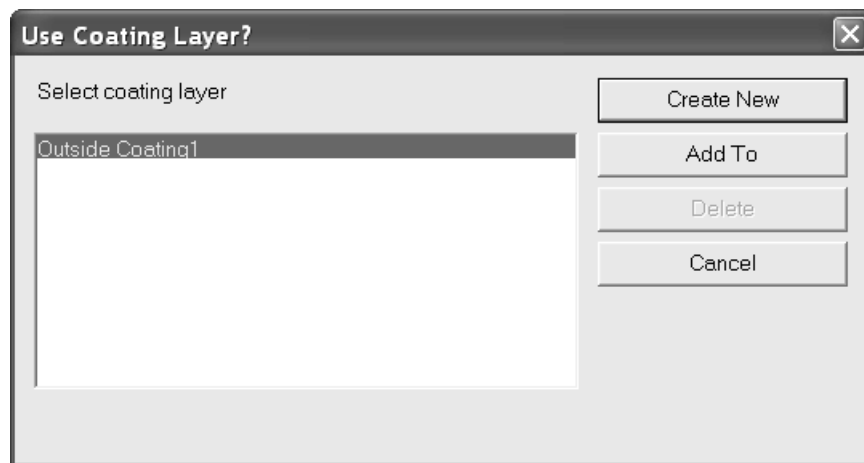 Use Coating Layer?
Select coating layer
Outside Coating1
Create New
Add To
Delete
Cancel